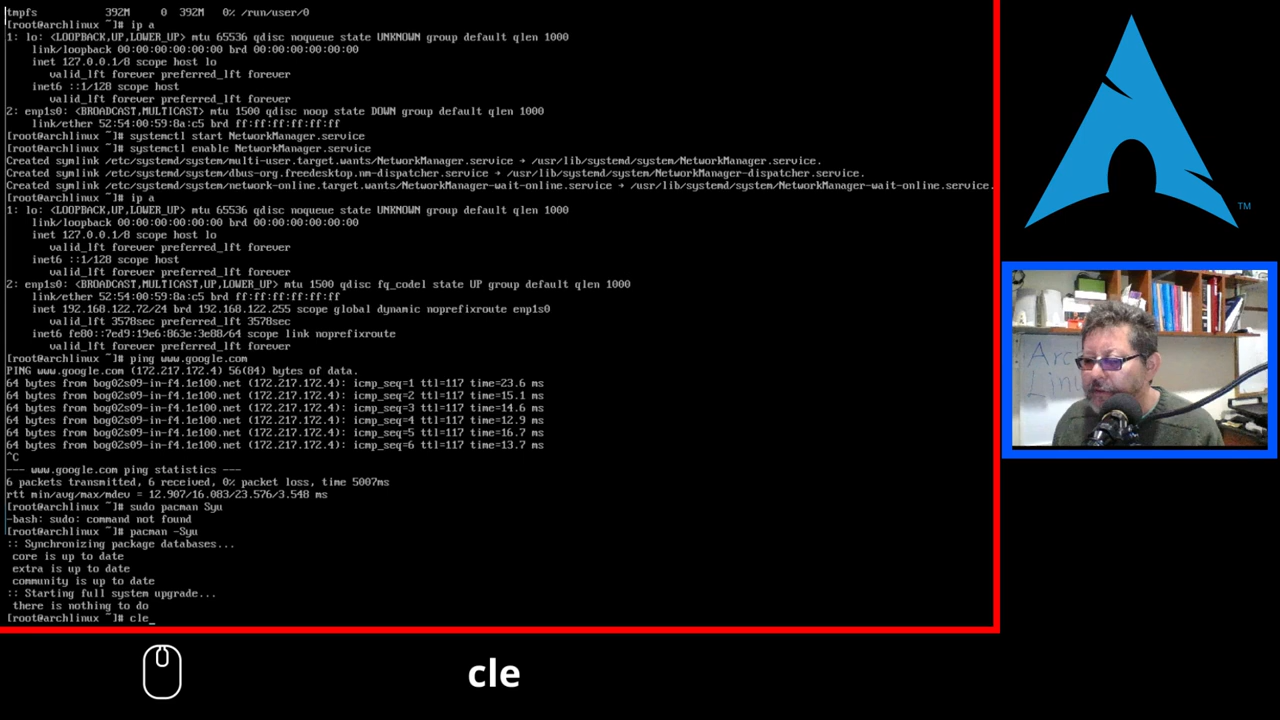 tmpfs 392M 0 392M 0% /run/user/0
[root@archlinux ~]# ip a
1: lo: <LOOPBACK,UP,LOWER_UP> mtu 65536 qdisc noqueue state UNKNOWN group default qlen 1000
link/loopback 00:00:00:00:00:00 brd 00:00:00:00:00:00
inet 127.0.0.1/8 scope host lo
valid_lft forever preferred_lft forever
inet6 ::1/128 scope host
valid_lft forever preferred_lft forever
2: enp1s0: <BROADCAST,MULTICAST> mtu 1500 qdisc noop state DOWN group default qlen 1000
link/ether 52:54:00:59:8a:c5 brd ff:ff:ff:ff:ff:ff
[root@archlinux ~]# systemctl start NetworkManager.service
[root@archlinux ~]# systemctl enable NetworkManager.service
Created symlink /etc/systemd/system/multi-user.target.wants/NetworkManager.service → /usr/lib/systemd/system/NetworkManager.service.
Created symlink /etc/systemd/system/dbus-org.freedesktop.nm-dispatcher.service → /usr/lib/systemd/system/NetworkManager-dispatcher.service.
Created symlink /etc/systemd/system/network-online.target.wants/NetworkManager-wait-online.service → /usr/lib/systemd/system/NetworkManager-wait-online.service.
[root@archlinux ~]# ip a
1: lo: <LOOPBACK,UP,LOWER_UP> mtu 65536 qdisc noqueue state UNKNOWN group default qlen 1000
link/loopback 00:00:00:00:00:00 brd 00:00:00:00:00:00
inet 127.0.0.1/8 scope host lo
valid_lft forever preferred_lft forever
inet6 ::1/128 scope host
valid_lft forever preferred_lft forever
2: enp1s0: <BROADCAST,MULTICAST,UP,LOWER_UP> mtu 1500 qdisc fq_codel state UP group default qlen 1000
link/ether 52:54:00:59:8a:c5 brd ff:ff:ff:ff:ff:ff
inet 192.168.122.72/24 brd 192.168.122.255 scope global dynamic noprefixroute enp1s0
valid_lft 3578sec preferred_lft 3578sec
inet6 fe80::7ed9:19e6:863e:3e88/64 scope link noprefixroute
valid_lft forever preferred_lft forever
[root@archlinux ~]# ping www.google.com
PING www.google.com (172.217.172.4) 56(84) bytes of data.
64 bytes from bog02s09-in-f4.1e100.net (172.217.172.4): icmp_seq=1 ttl=117 time=23.6 ms
64 bytes from bog02s09-in-f4.1e100.net (172.217.172.4): icmp_seq=2 ttl=117 time=15.1 ms
64 bytes from bog02s09-in-f4.1e100.net (172.217.172.4): icmp_seq=3 ttl=117 time=14.6 ms
64 bytes from bog02s09-in-f4.1e100.net (172.217.172.4): icmp_seq=4 ttl=117 time=12.9 ms
64 bytes from bog02s09-in-f4.1e100.net (172.217.172.4): icmp_seq=5 ttl=117 time=16.7 ms
64 bytes from bog02s09-in-f4.1e100.net (172.217.172.4): icmp_seq=6 ttl=117 time=13.7 ms
^C
--- www.google.com ping statistics ---
6 packets transmitted, 6 received, 0% packet loss, time 5007ms
rtt min/avg/max/mdev = 12.907/16.083/23.576/3.548 ms
[root@archlinux ~]# sudo pacman Syu
-bash: sudo: command not found
[root@archlinux ~]# pacman -Syu
:: Synchronizing package databases...
core is up to date
extra is up to date
community is up to date
:: Starting full system upgrade...
there is nothing to do
[root@archlinux ~]# cle_
TM
Arch
Linux
cle